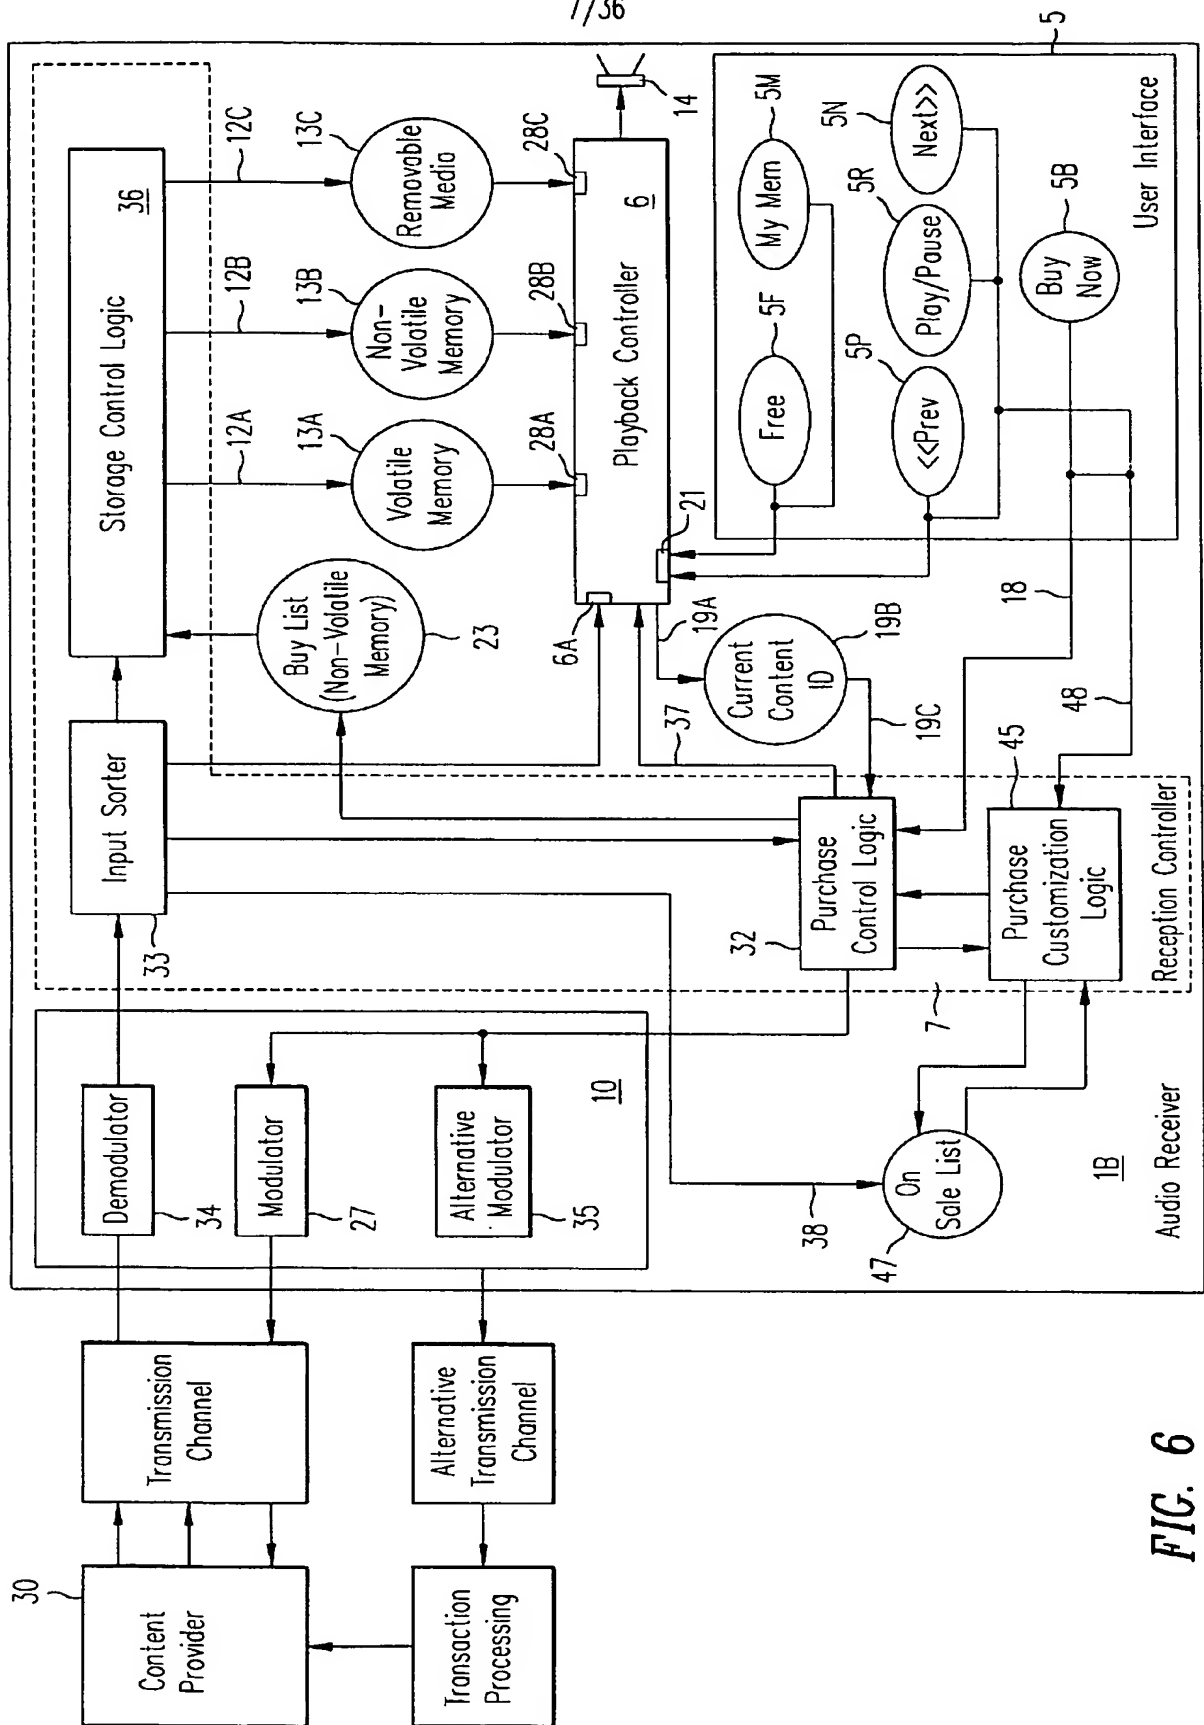 7/36
30
Content
Provider
Transmission
Channel
Transaction
Processing
Alternative
Transmission
Channel
Demodulator
34
Modulator
27
Alternative
Modulator
35
10
Input Sorter
33
Storage Control Logic
36
12A
12B
12C
13A
13B
13C
Volatile
Memory
Non-
Volatile
Memory
Removable
Media
Buy List
(Non-Volatile
Memory)
23
28A
28B
28C
Playback Controller
6
6A
21
14
19A
Current
Content
ID
19B
19C
37
Purchase
Control Logic
32
Purchase
Customization
Logic
45
7
Reception Controller
38
On
Sale List
47
18
48
5
Free
5F
My Mem
5M
<<Prev
5P
Play/Pause
5R
Next>>
5N
Buy
Now
5B
User Interface
1B
Audio Receiver
FIG. 6